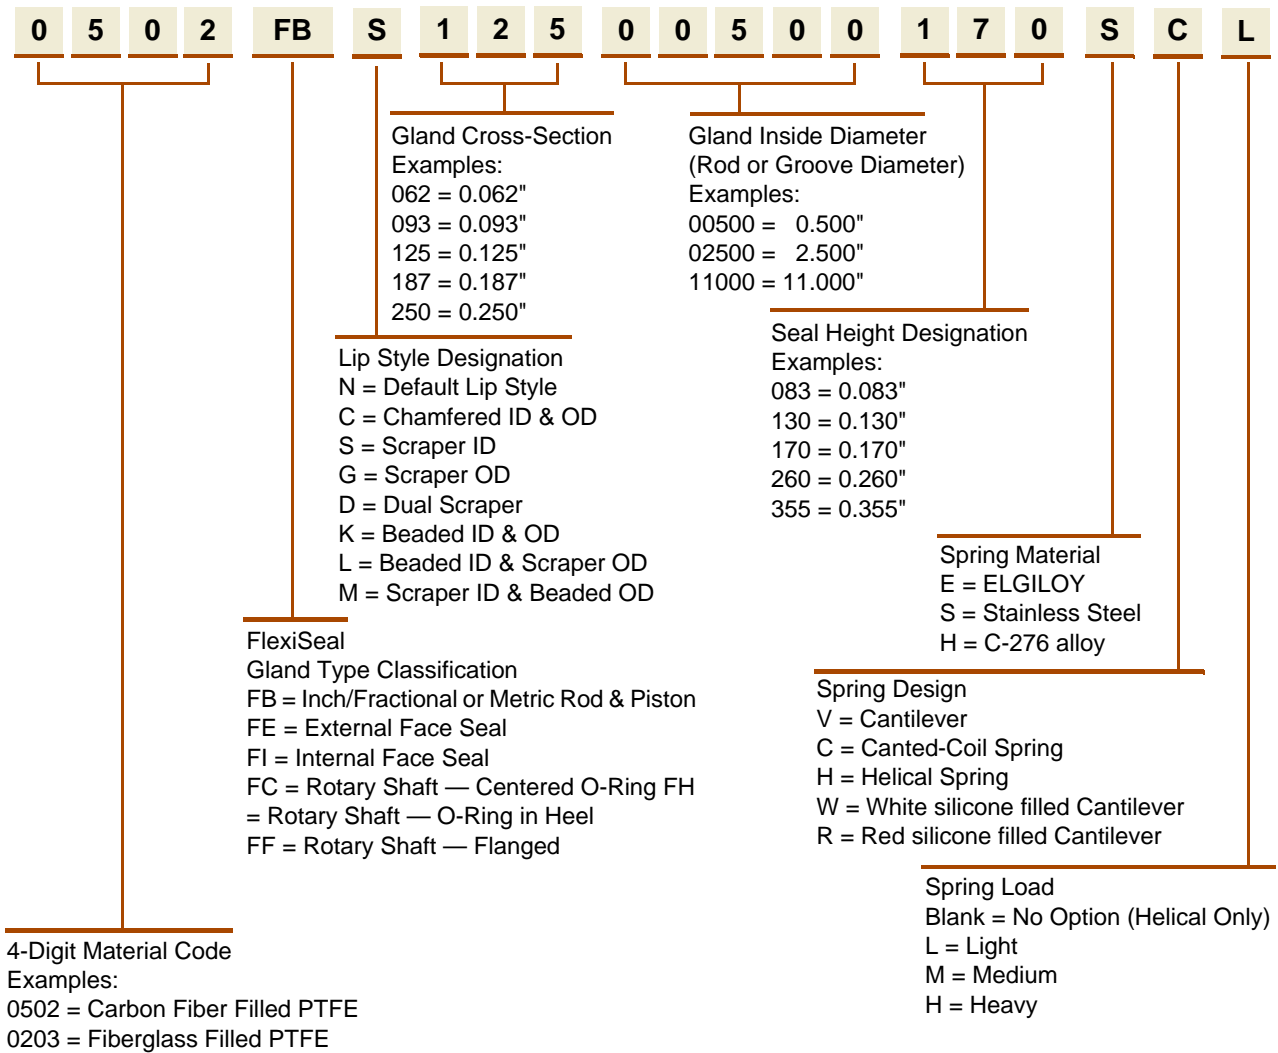 0 5 0 2 FB S 1 2 5 0 0 5 0 0 1 7 0 S C L
Gland Cross-Section
Examples:
062 = 0.062"
093 = 0.093"
125 = 0.125"
187 = 0.187"
250 = 0.250"
Gland Inside Diameter
(Rod or Groove Diameter)
Examples:
00500 = 0.500"
02500 = 2.500"
11000 = 11.000"
Lip Style Designation
N = Default Lip Style
C = Chamfered ID & OD
S = Scraper ID
G = Scraper OD
D = Dual Scraper
K = Beaded ID & OD
L = Beaded ID & Scraper OD
M = Scraper ID & Beaded OD
Seal Height Designation
Examples:
083 = 0.083"
130 = 0.130"
170 = 0.170"
260 = 0.260"
355 = 0.355"
Spring Material
E = ELGILOY
S = Stainless Steel
H = C-276 alloy
FlexiSeal
Gland Type Classification
FB = Inch/Fractional or Metric Rod & Piston
FE = External Face Seal
FI = Internal Face Seal
FC = Rotary Shaft — Centered O-Ring FH
= Rotary Shaft — O-Ring in Heel
FF = Rotary Shaft — Flanged
Spring Design
V = Cantilever
C = Canted-Coil Spring
H = Helical Spring
W = White silicone filled Cantilever
R = Red silicone filled Cantilever
Spring Load
Blank = No Option (Helical Only)
L = Light
M = Medium
H = Heavy
4-Digit Material Code
Examples:
0502 = Carbon Fiber Filled PTFE
0203 = Fiberglass Filled PTFE